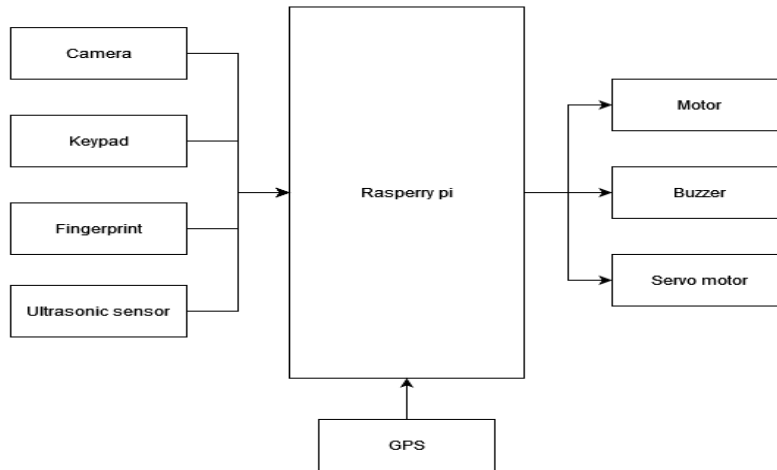 Camera
Keypad
Fingerprint
Ultrasonic sensor
Rasperry pi
Motor
Buzzer
Servo motor
GPS